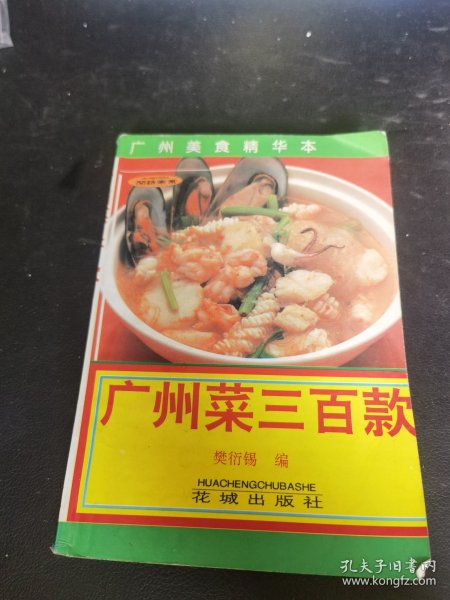 广州美食精华本
广州菜三百款
樊衍锡 编
HUACHENGCHUBASHE
花城出版社
孔夫子旧书网
www.kongfz.com